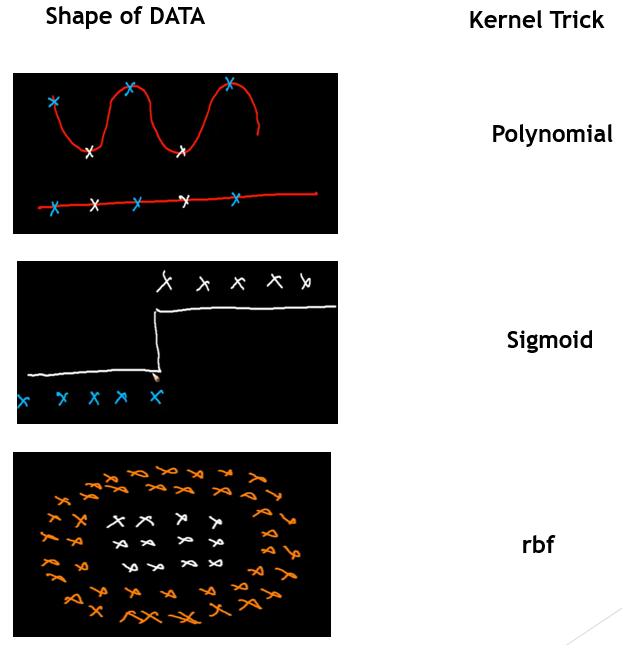 Shape of DATA
Kernel Trick
Polynomial
Sigmoid
rbf